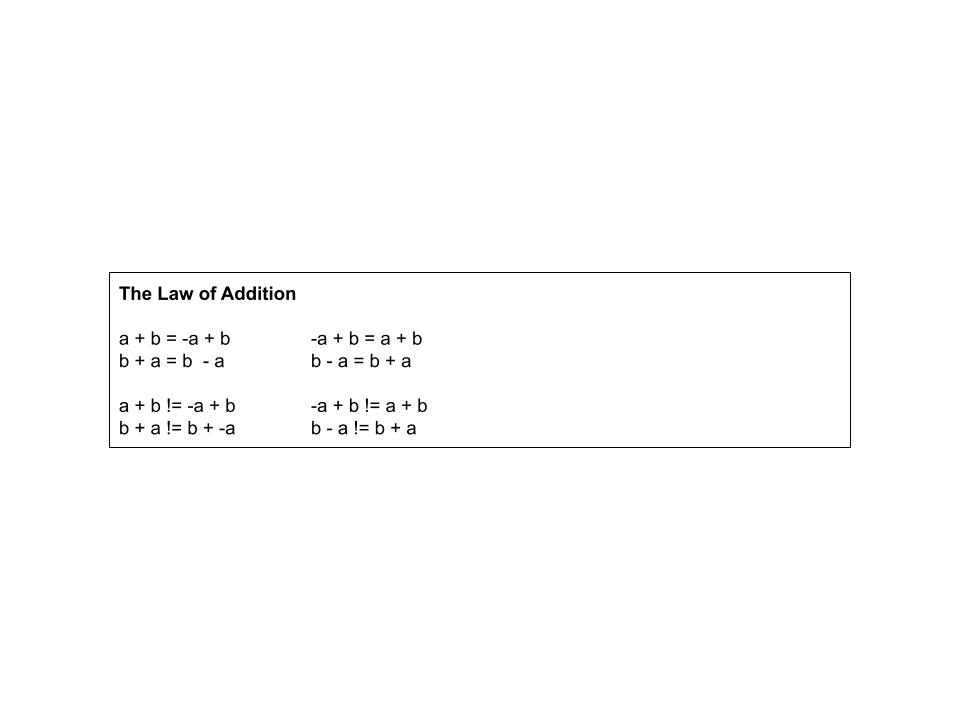 The Law of Addition
a + b = -a + b -a + b = a + b
b + a = b  - a b - a = b + a
a + b != -a + b -a + b != a + b
b + a != b + -a b - a != b + a